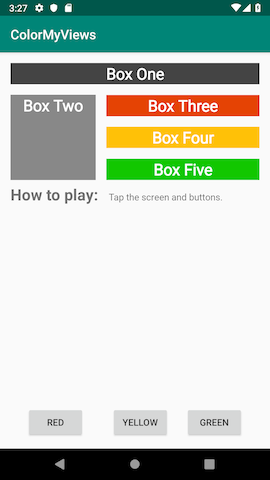 3:27
ColorMyViews
Box One
Box Two
Box Three
Box Four
Box Five
How to play: Tap the screen and buttons.
RED YELLOW GREEN